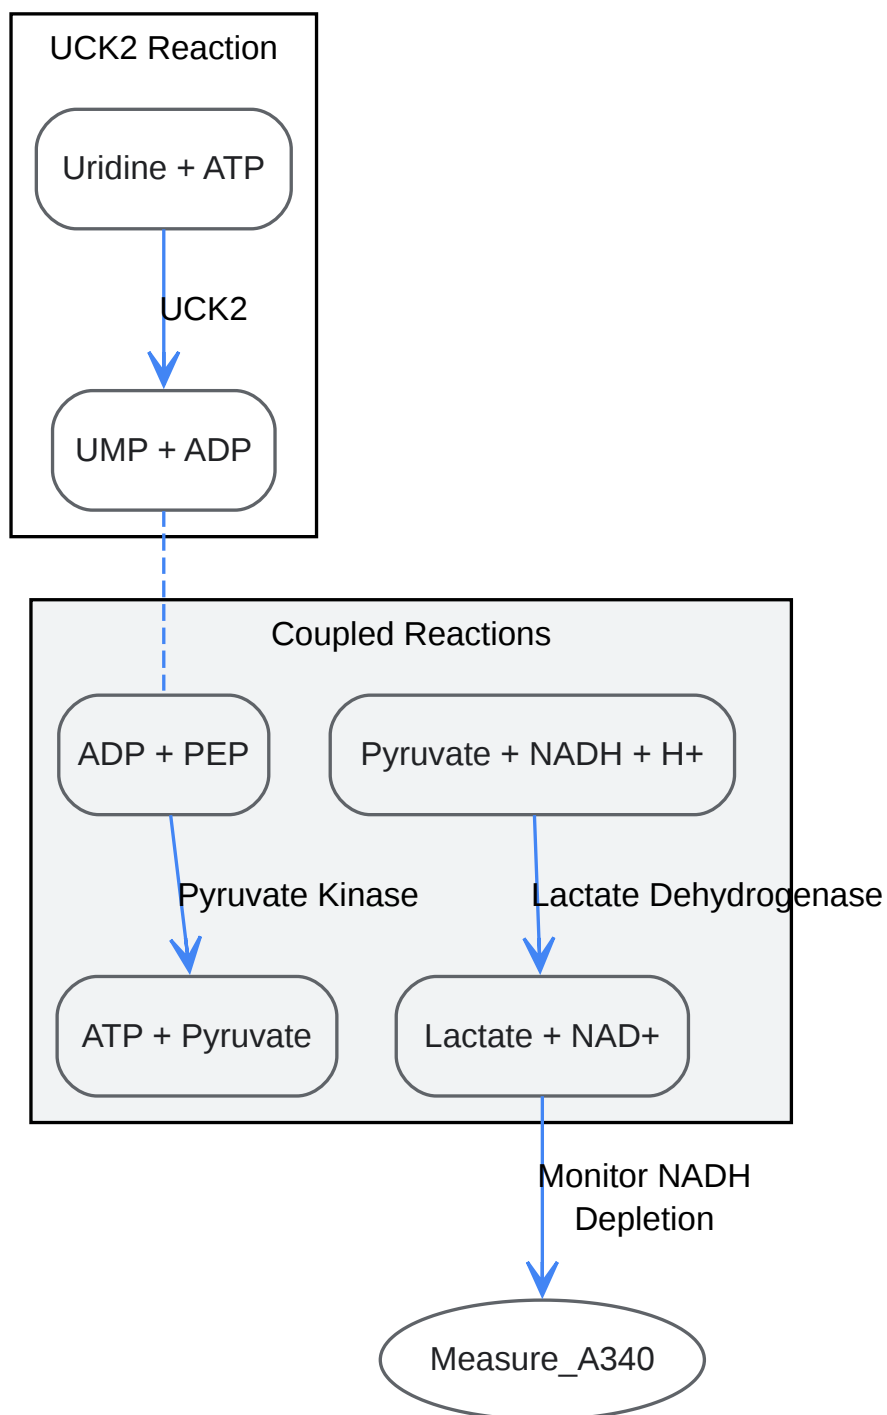 UCK2 Reaction
Uridine + ATP
UCK2
UMP + ADP
Coupled Reactions
ADP + PEP
Pyruvate + NADH + H+
Pyruvate Kinase
Lactate Dehydrogenase
ATP + Pyruvate
Lactate + NAD+
Monitor NADH
Depletion
Measure_A340